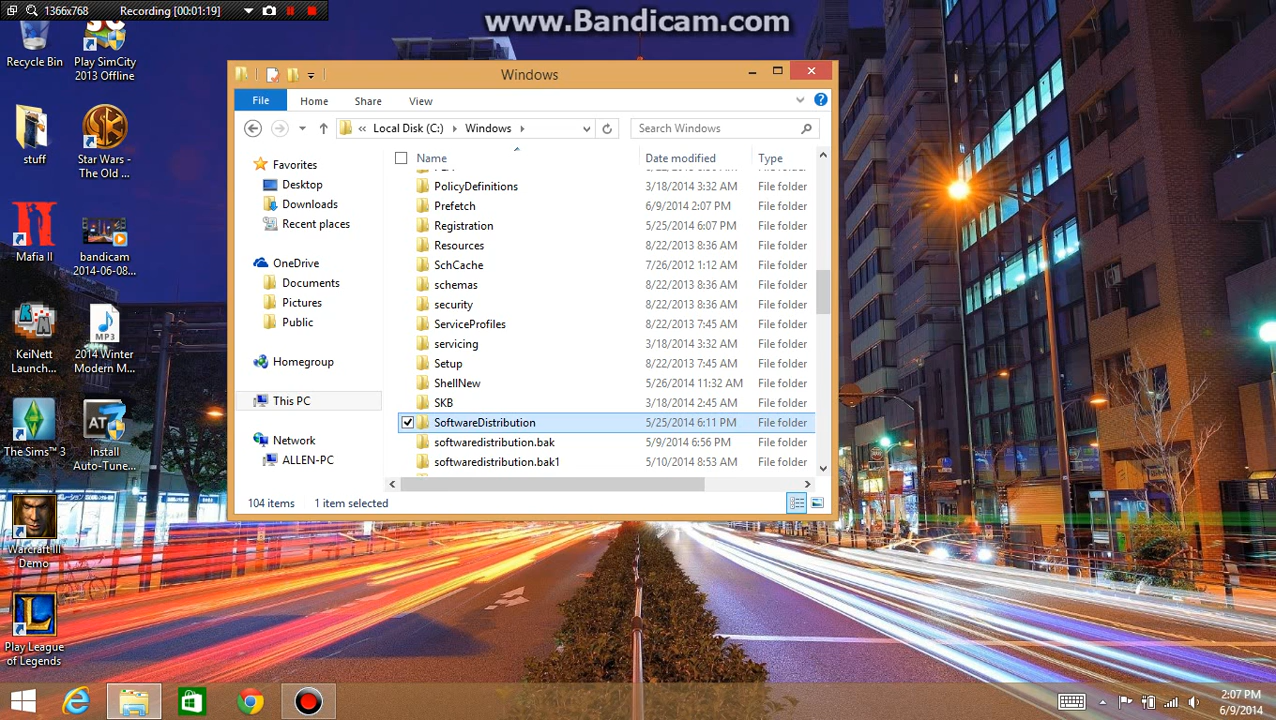 1366x768 Recording [00:01:19]
www.Bandicam.com
Recycle Bin
Play SimCity
2013 Offline
stuff
Star Wars -
The Old ...
Mafia II
bandicam
2014-06-08...
KeiNett
Launch...
MP3
2014 Winter
Modern M...
The Sims™ 3
AT
7
Install
Auto-Tune...
Warcraft III
Demo
Play League
of Legends
Windows
File Home Share View
Local Disk (C:) Windows
Search Windows
Favorites
Desktop
Downloads
Recent places
OneDrive
Documents
Pictures
Public
Homegroup
This PC
Network
ALLEN-PC
Name Date modified Type
PolicyDefinitions 3/18/2014 3:32 AM File folder
Prefetch 6/9/2014 2:07 PM File folder
Registration 5/25/2014 6:07 PM File folder
Resources 8/22/2013 8:36 AM File folder
SchCache 7/26/2012 1:12 AM File folder
schemas 8/22/2013 8:36 AM File folder
security 8/22/2013 8:36 AM File folder
ServiceProfiles 8/22/2013 7:45 AM File folder
servicing 3/18/2014 3:32 AM File folder
Setup 8/22/2013 7:45 AM File folder
ShellNew 5/26/2014 11:32 AM File folder
SKB 3/18/2014 2:45 AM File folder
SoftwareDistribution 5/25/2014 6:11 PM File folder
softwaredistribution.bak 5/9/2014 6:56 PM File folder
softwaredistribution.bak1 5/10/2014 8:53 AM File folder
104 items 1 item selected
2:07 PM
6/9/2014